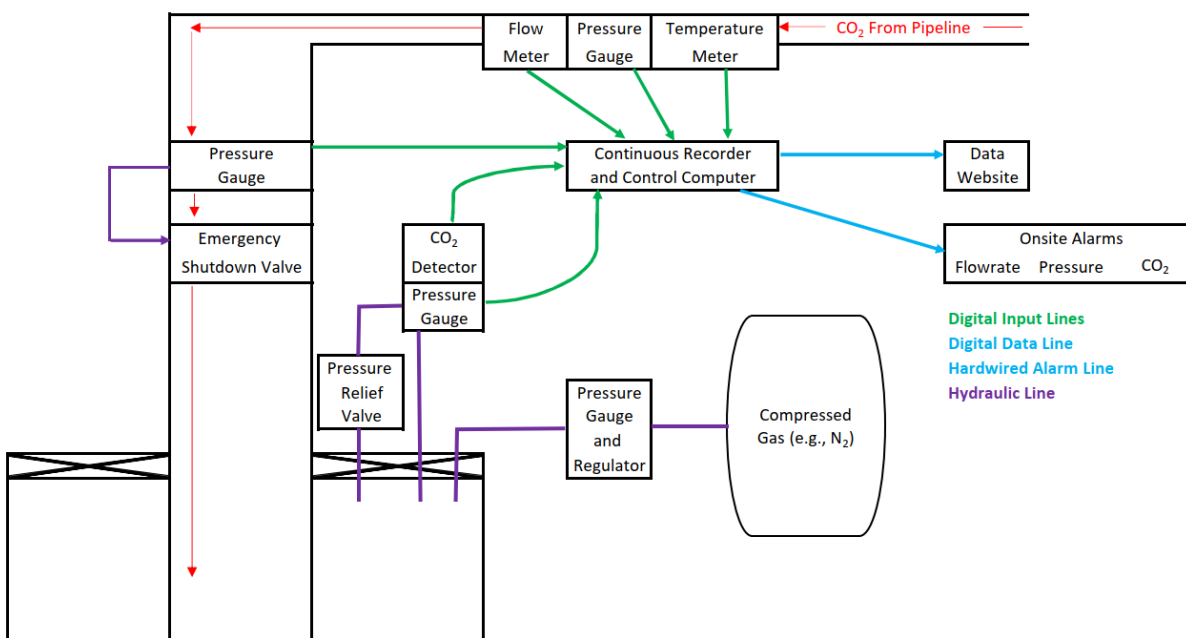 Flow
Meter
Pressure
Gauge
Temperature
Meter
CO₂ From Pipeline
Pressure
Gauge
Continuous Recorder
and Control Computer
Data
Website
Emergency
Shutdown Valve
CO₂
Detector
Pressure
Gauge
Onsite Alarms
Flowrate Pressure CO₂
Digital Input Lines
Digital Data Line
Hardwired Alarm Line
Hydraulic Line
Pressure
Relief
Valve
Pressure
Gauge
and
Regulator
Compressed
Gas (e.g., N₂)